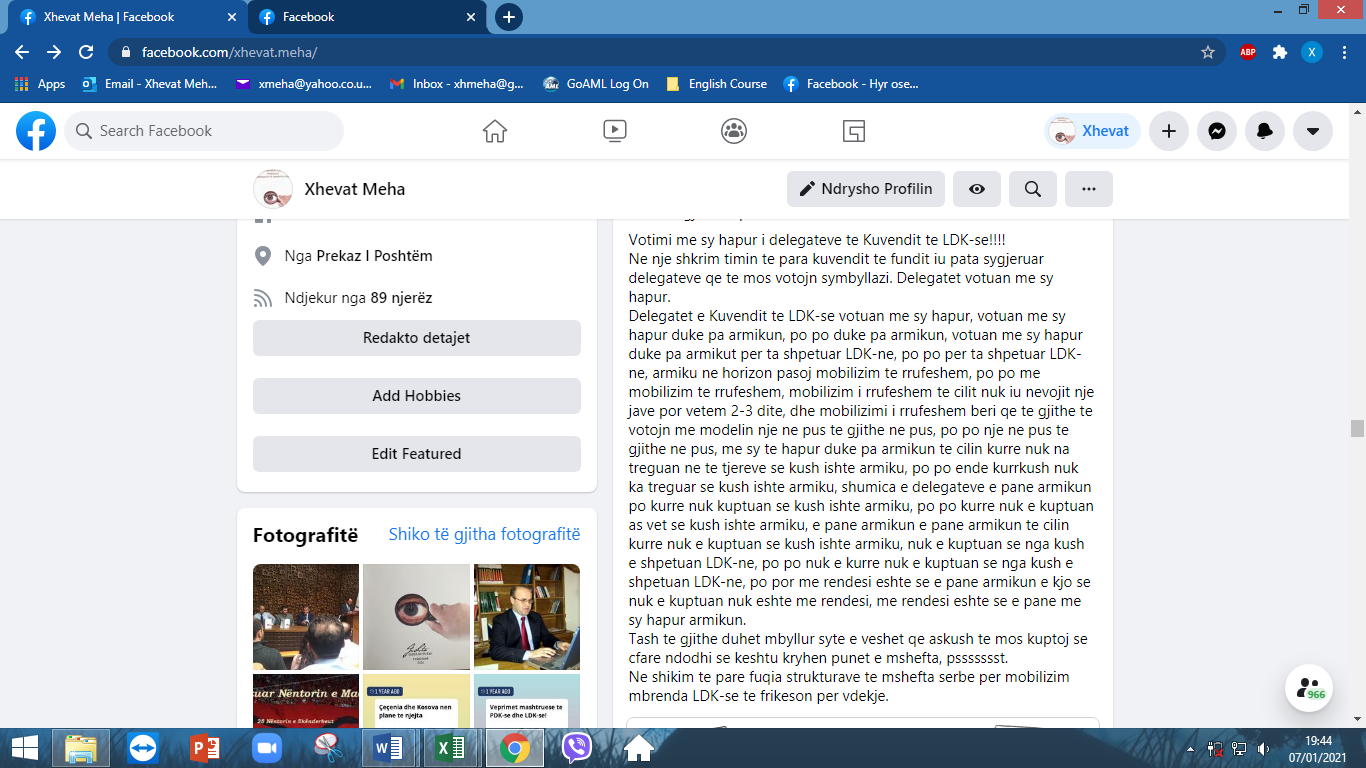 Xhevat Meha | Facebook
Facebook
facebook.com/xhevat.meha/
ABP
X
Apps
Email - Xhevat Meh...
xmeha@yahoo.co.u...
Inbox - xhmeha@g...
GoAML Log On
English Course
Facebook - Hyr ose...
Search Facebook
Xhevat
Xhevat Meha
Ndrysho Profilin
Nga Prekaz I Poshtëm
Ndjekur nga 89 njerëz
Redakto detajet
Add Hobbies
Edit Featured
Fotografitë
Shiko të gjitha fotografitë
1 YEAR AGO
Çeçenia dhe Kosova nen
plane te njejta
1 YEAR AGO
Veprimet mashtruese te
PDK-se dhe LDK-se!
28 Nëntorin e Skënderbeut
Votimi me sy hapur i delegateve te Kuvendit te LDK-se!!!!
Ne nje shkrim timin te para kuvendit te fundit iu pata sygjeruar
delegateve qe te mos votojn symbyllazi. Delegatet votuan me sy
hapur.
Delegatet e Kuvendit te LDK-se votuan me sy hapur, votuan me sy
hapur duke pa armikun, po po duke pa armikun, votuan me sy hapur
duke pa armikut per ta shpetuar LDK-ne, po po per ta shpetuar LDK-
ne, armiku ne horizon pasoj mobilizim te rrufeshem, po po me
mobilizim te rrufeshem, mobilizim i rrufeshem te cilit nuk iu nevojit nje
jave por vetem 2-3 dite, dhe mobilizimi i rrufeshem beri qe te gjithe te
votojn me modelin nje ne pus te gjithe ne pus, po po nje ne pus te
gjithe ne pus, me sy te hapur duke pa armikun te cilin kurre nuk na
treguan ne te tjereve se kush ishte armiku, po po ende kurrkush nuk
ka treguar se kush ishte armiku, shumica e delegateve e pane armikun
po kurre nuk kuptuan se kush ishte armiku, po po kurre nuk e kuptuan
as vet se kush ishte armiku, e pane armikun e pane armikun te cilin
kurre nuk e kuptuan se kush ishte armiku, nuk e kuptuan se nga kush
e shpetuan LDK-ne, po po nuk e kurre nuk e kuptuan se nga kush e
shpetuan LDK-ne, po por me rendesi eshte se e pane armikun e kjo se
nuk e kuptuan nuk eshte me rendesi, me rendesi eshte se e pane me
sy hapur armikun.
Tash te gjithe duhet mbyllur syte e veshet qe askush te mos kuptoj se
cfare ndodhi se keshtu kryhen punet e mshefta, psssssst.
Ne shikim te pare fuqia strukturave te mshefta serbe per mobilizim
mbrenda LDK-se te frikeson per vdekje.
966
19:44
07/01/2021